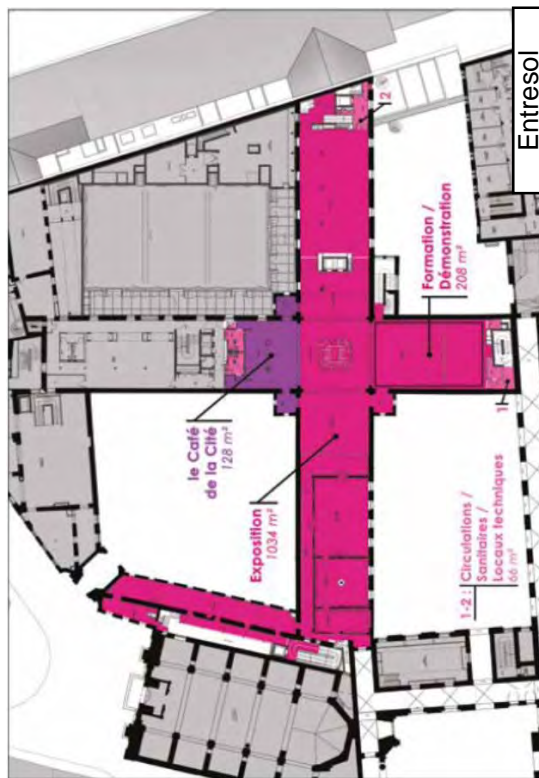 Entresol
2
Formation /
Démonstration
208 m²
le Café
de la Cité
128 m²
Exposition
1034 m²
1
1-2 : Circulations /
Sanitaires /
Locaux techniques
66 m²